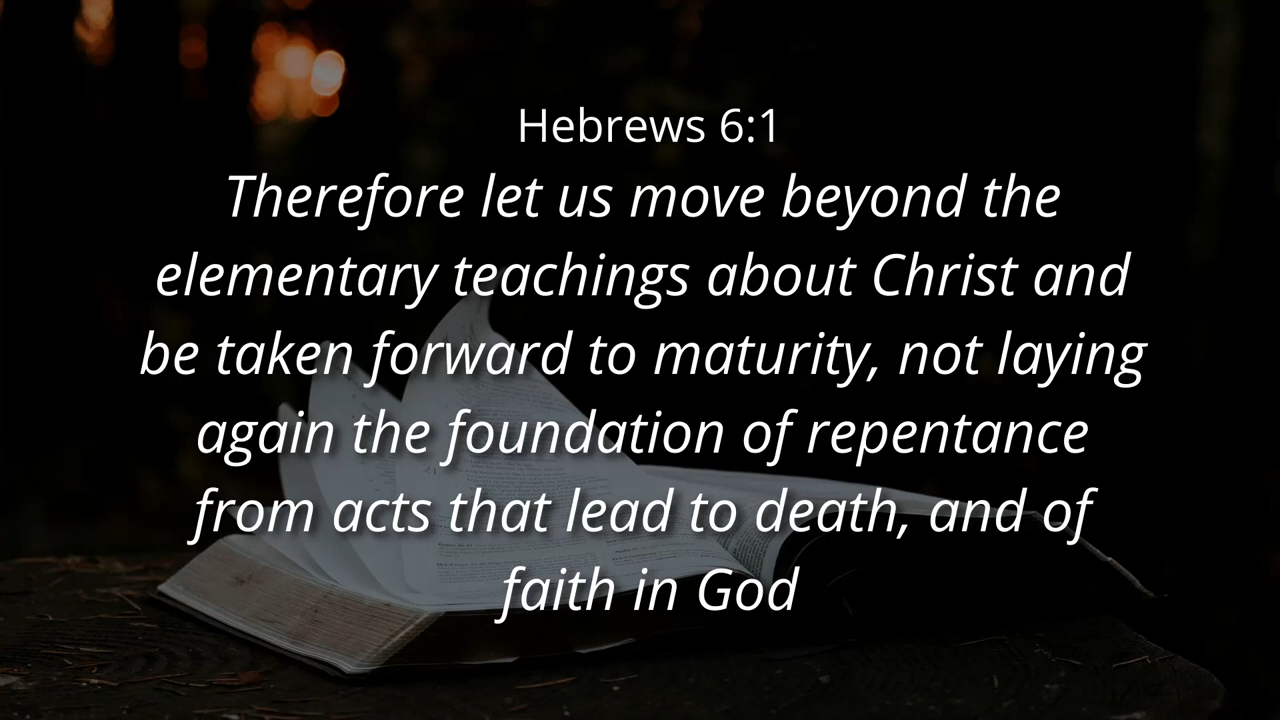 Hebrews 6:1
Therefore let us move beyond the
elementary teachings about Christ and
be taken forward to maturity, not laying
again the foundation of repentance
from acts that lead to death, and of
faith in God